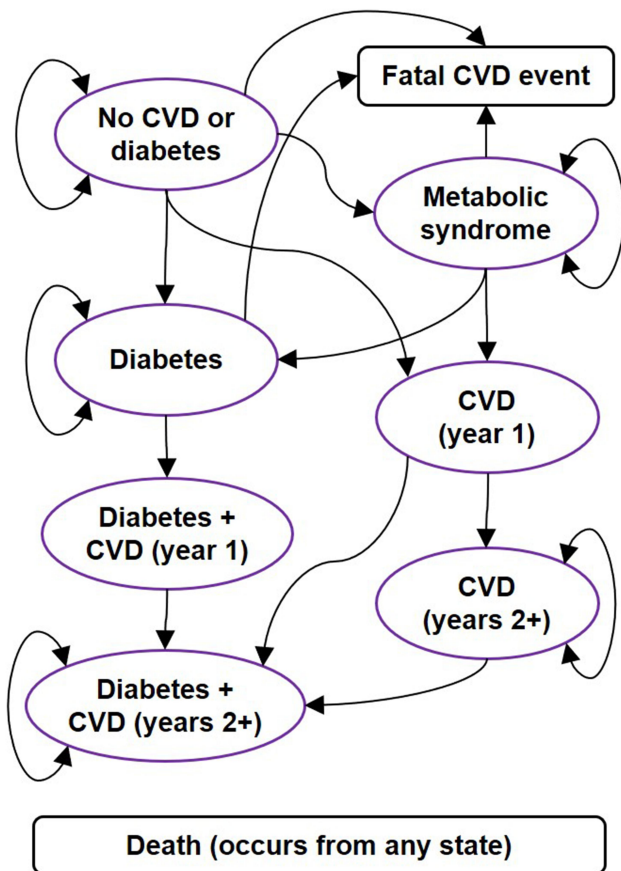 Fatal CVD event
No CVD or
diabetes
Metabolic
syndrome
Diabetes
CVD
(year 1)
Diabetes +
CVD (year 1)
CVD
(years 2+)
Diabetes +
CVD (years 2+)
Death (occurs from any state)